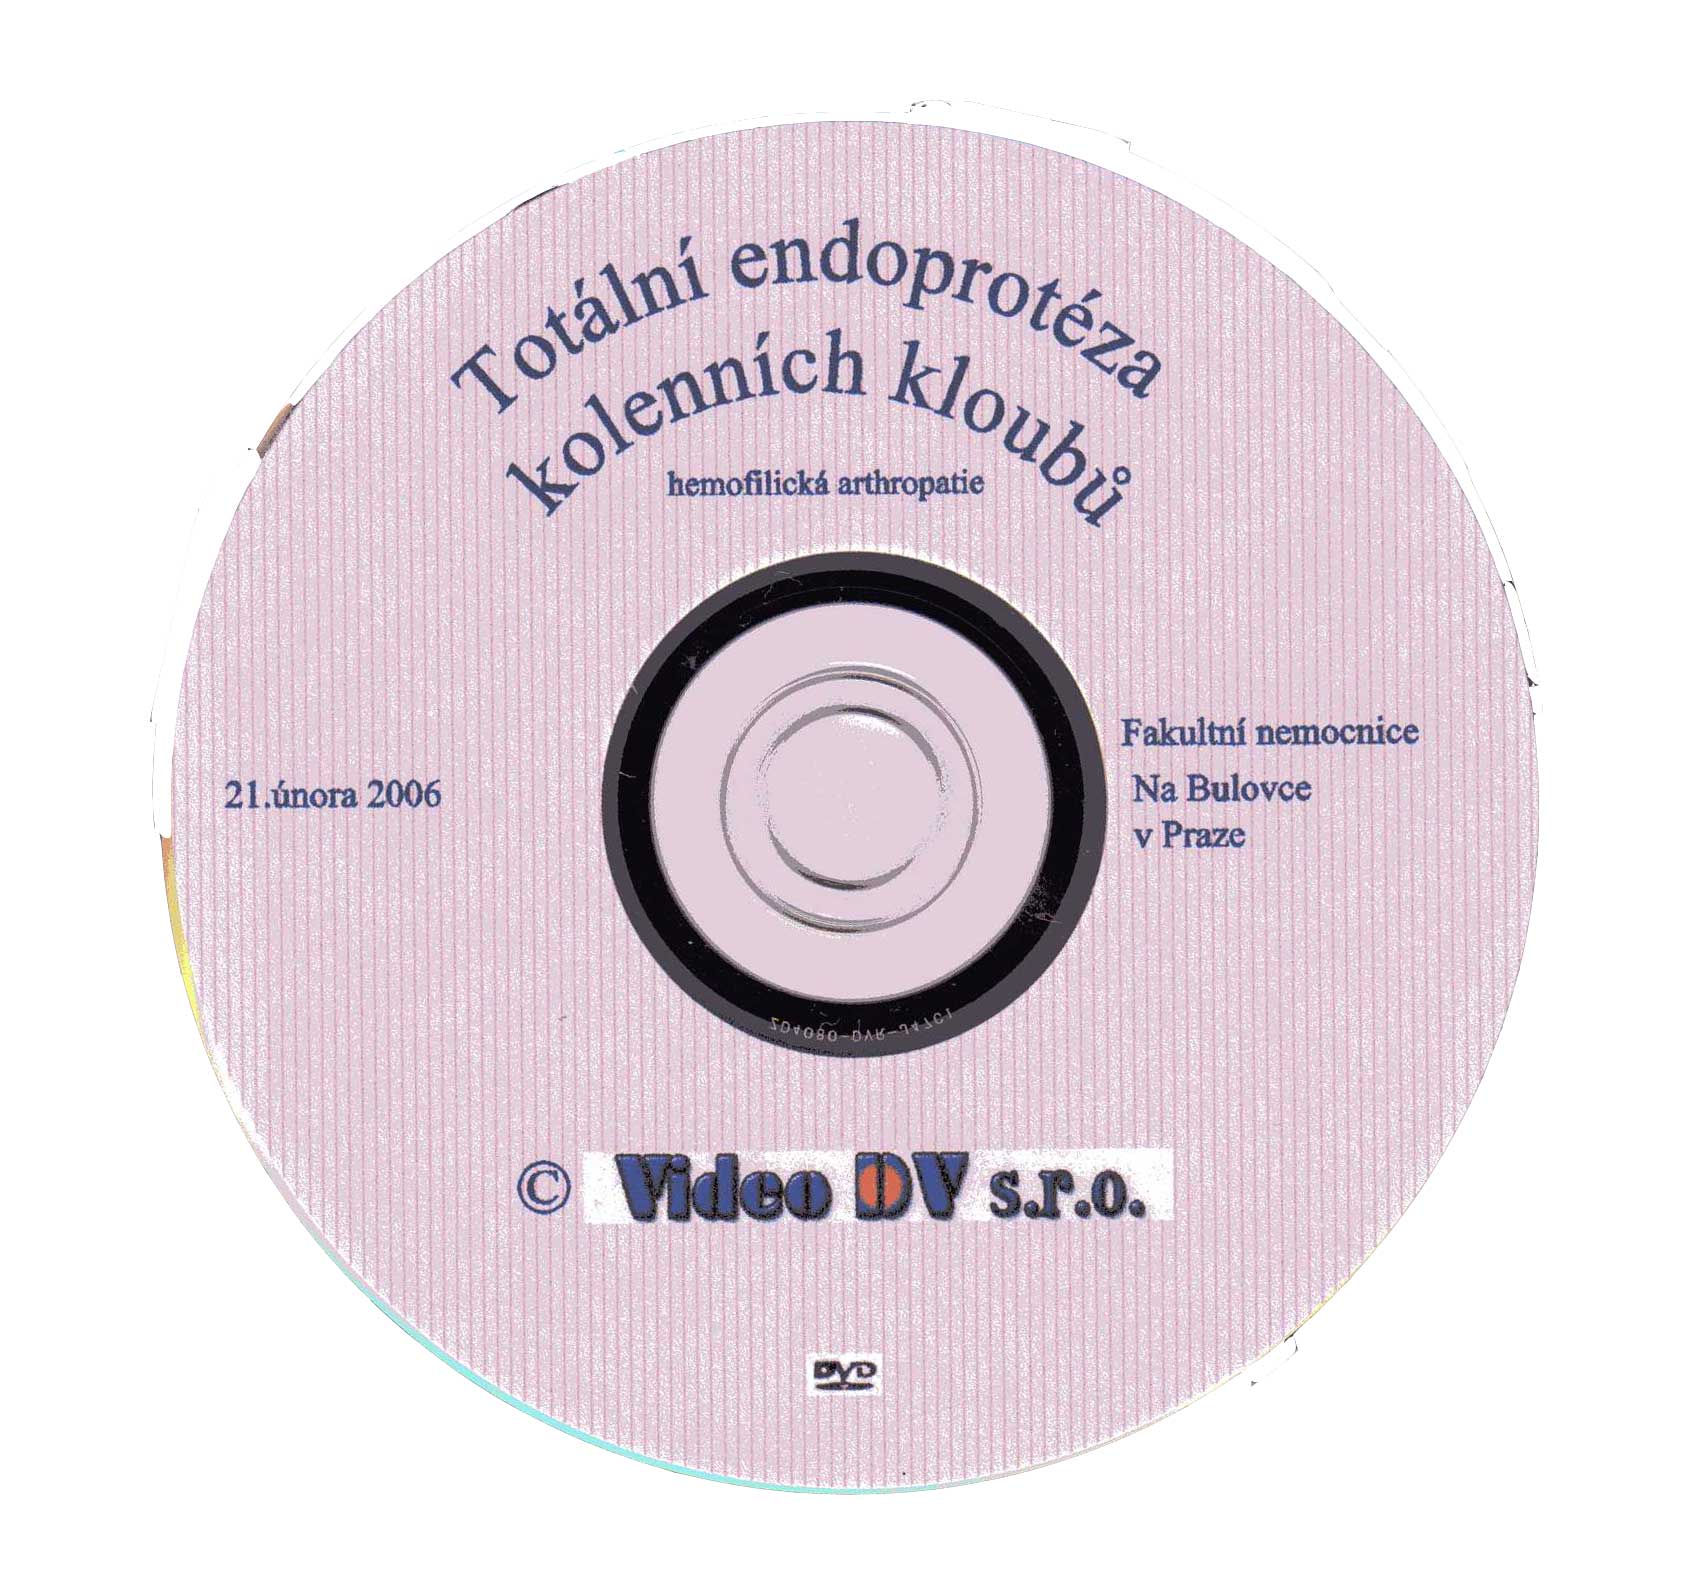 Totální endoprotéza
kolenních kloubů
hemofilická arthropatie
21.února 2006
Fakultní nemocnice
Na Bulovce
v Praze
© Video DV s.r.o.
DVD